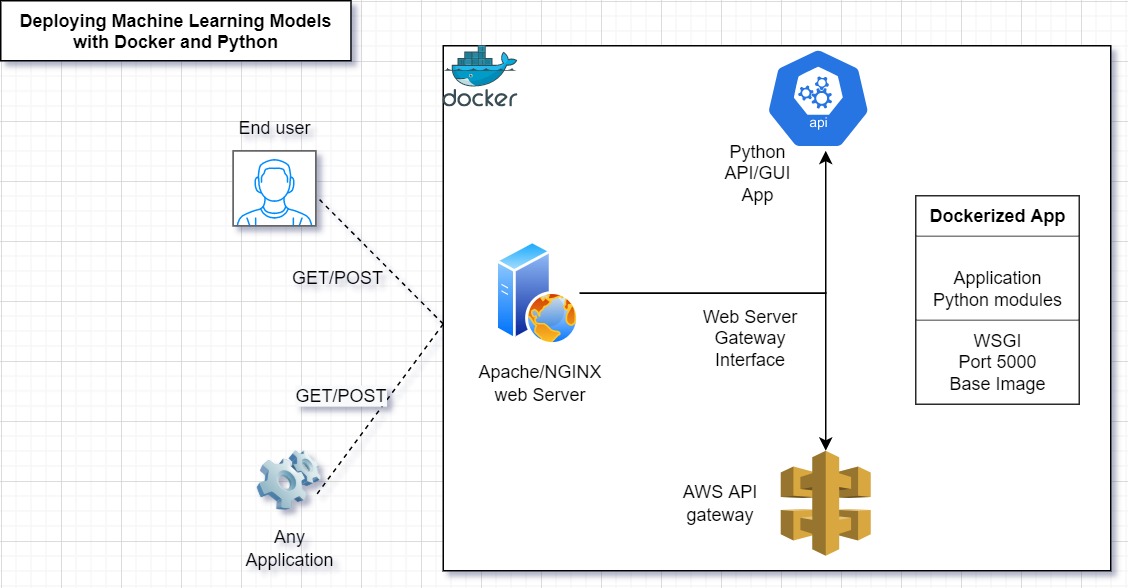 Deploying Machine Learning Models
with Docker and Python
docker
End user
api
Python
API/GUI
App
Dockerized App
Application
Python modules
WSGI
Port 5000
Base Image
GET/POST
Web Server
Gateway
Interface
Apache/NGINX
web Server
GET/POST
AWS API
gateway
Any
Application